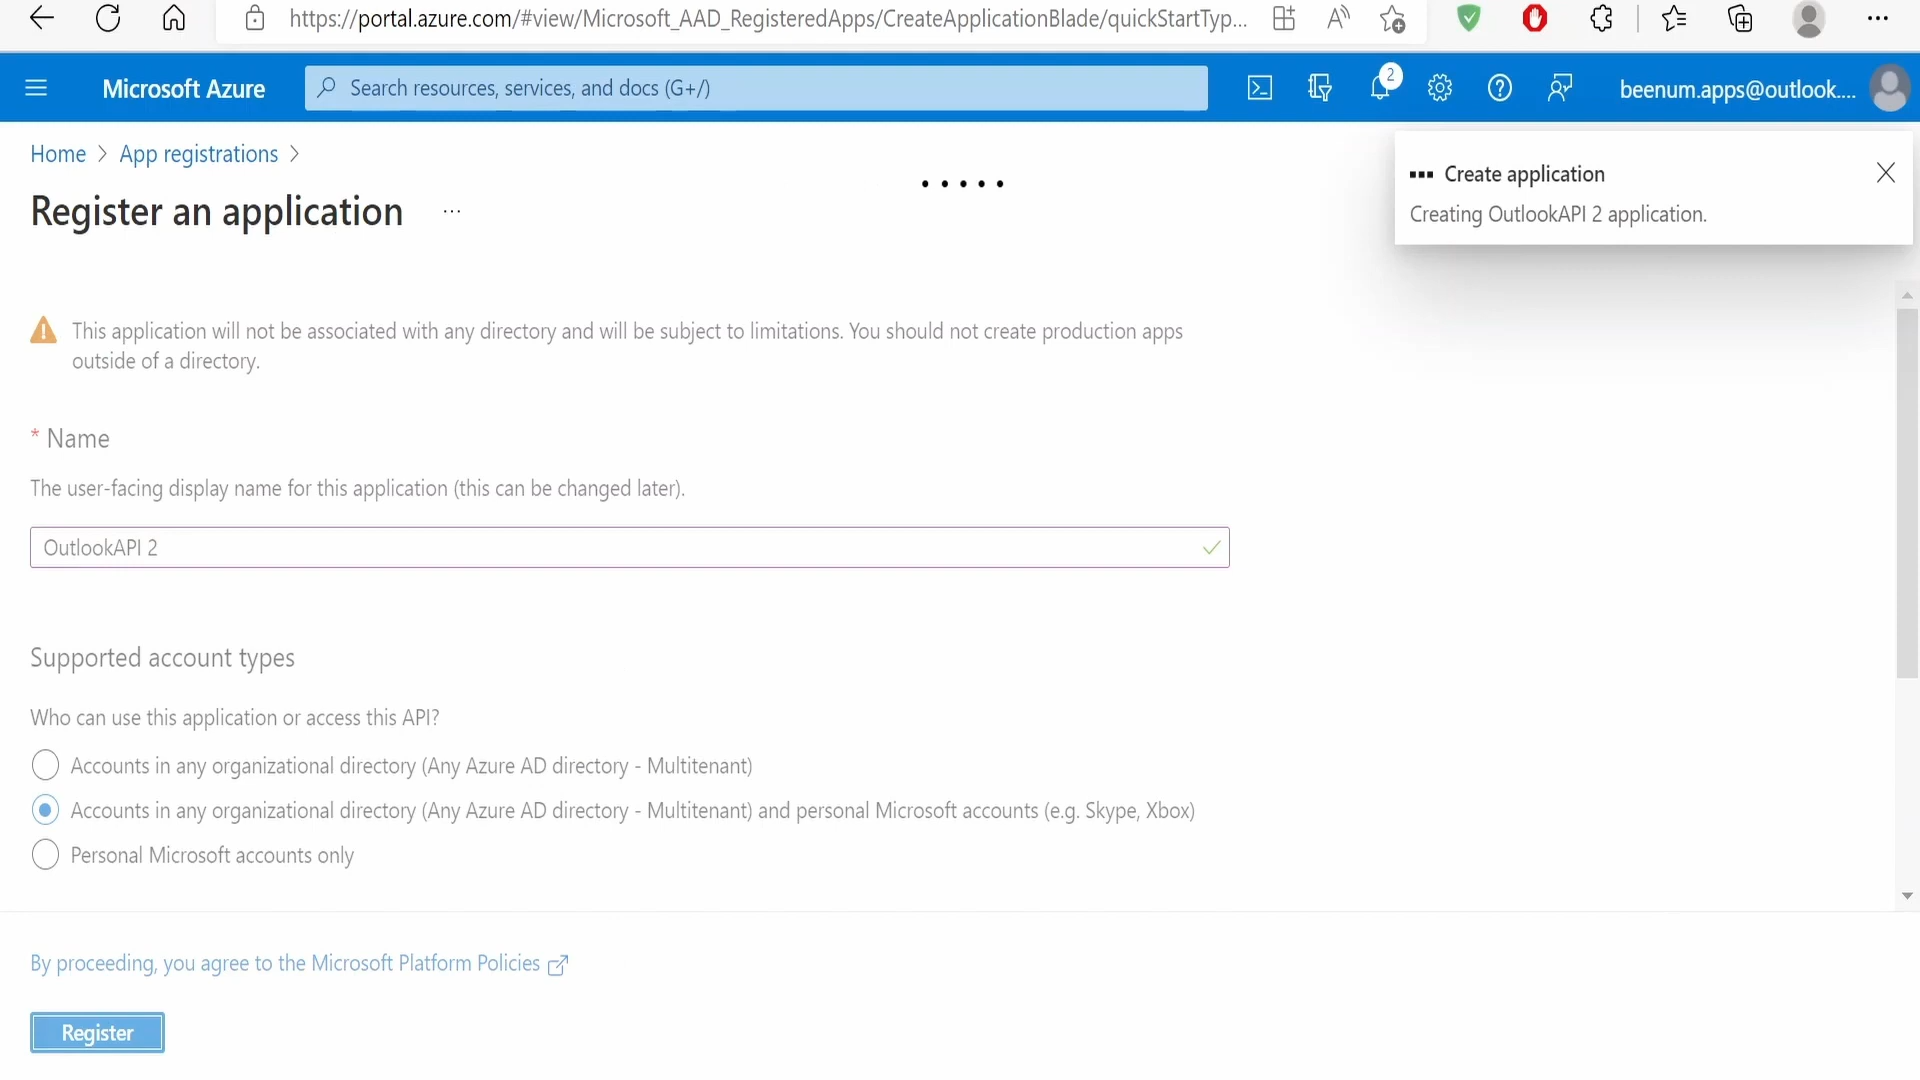 https://portal.azure.com/#view/Microsoft_AAD_RegisteredApps/CreateApplicationBlade/quickStartTyp...
Microsoft Azure
Search resources, services, and docs (G+/)
2
beenum.apps@outlook....
Home > App registrations >
Register an application ...
Create application
Creating OutlookAPI 2 application.
This application will not be associated with any directory and will be subject to limitations. You should not create production apps
outside of a directory.
* Name
The user-facing display name for this application (this can be changed later).
OutlookAPI 2
Supported account types
Who can use this application or access this API?
Accounts in any organizational directory (Any Azure AD directory - Multitenant)
Accounts in any organizational directory (Any Azure AD directory - Multitenant) and personal Microsoft accounts (e.g. Skype, Xbox)
Personal Microsoft accounts only
By proceeding, you agree to the Microsoft Platform Policies
Register